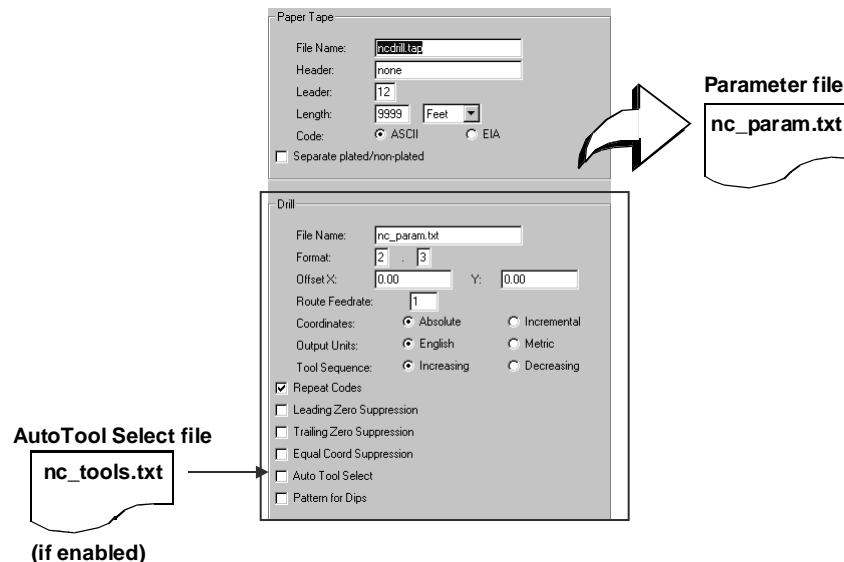 Paper Tape
File Name: ncdrill.tap
Header: none
Leader: 12
Length: 9999 Feet
Code: ASCII EIA
Separate plated/non-plated
Parameter file
nc_param.txt
Drill
File Name: nc_param.txt
Format: 2 . 3
Offset X: 0.00 Y: 0.00
Route Feedrate: 1
Coordinates: Absolute Incremental
Output Units: English Metric
Tool Sequence: Increasing Decreasing
Repeat Codes
Leading Zero Suppression
Trailing Zero Suppression
Equal Coord Suppression
Auto Tool Select
Pattern for Dips
AutoTool Select file
nc_tools.txt
(if enabled)